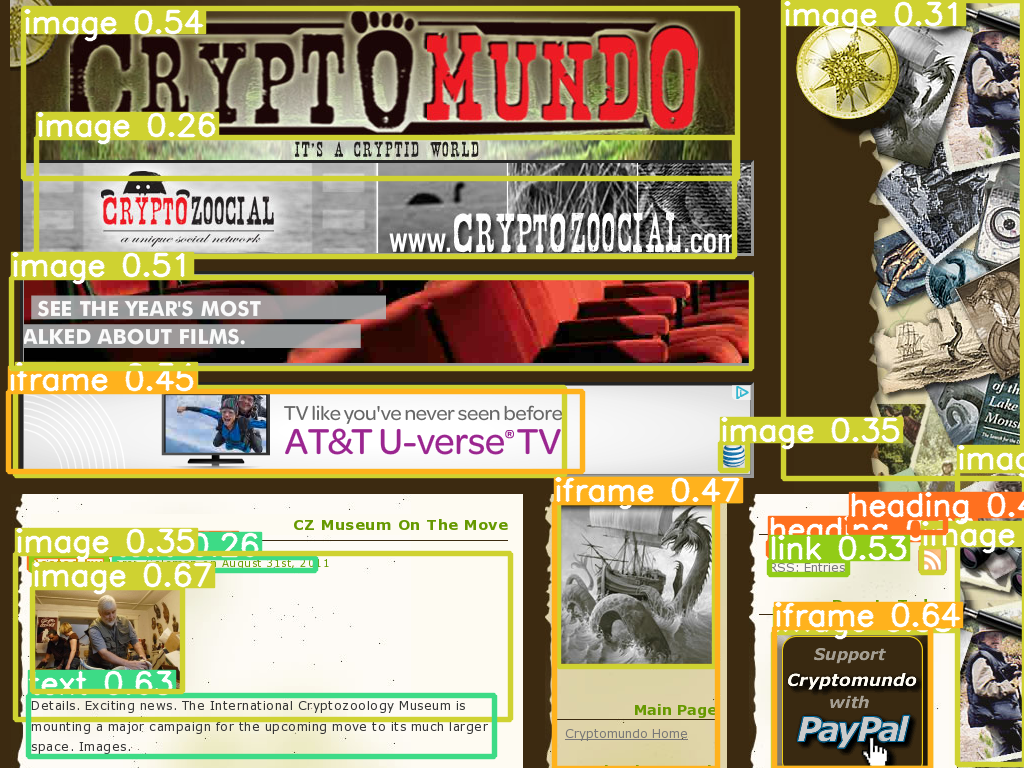 image 0.54
image 0.31
CRYPTOMUNDO
image 0.26
IT'S A CRYPTID WORLD
CRYPTOZOOCIAL
a unique social network
www.CRYPTOZOOCIAL.com
image 0.51
SEE THE YEAR'S MOST
ALKED ABOUT FILMS.
iframe 0.45
TV like you've never seen before
AT&T U-verse® TV
image 0.35
of the
Lake
Monst
iframe 0.47
heading 0.4
CZ Museum On The Move
image 0.35
0.26
August 31st, 2011
link 0.53
image
RSS: Entries
image 0.67
iframe 0.64
Support
Cryptomundo
with
PayPal
text 0.63
Details. Exciting news. The International Cryptozoology Museum is
mounting a major campaign for the upcoming move to its much larger
space. Images.
Main Page
Cryptomundo Home